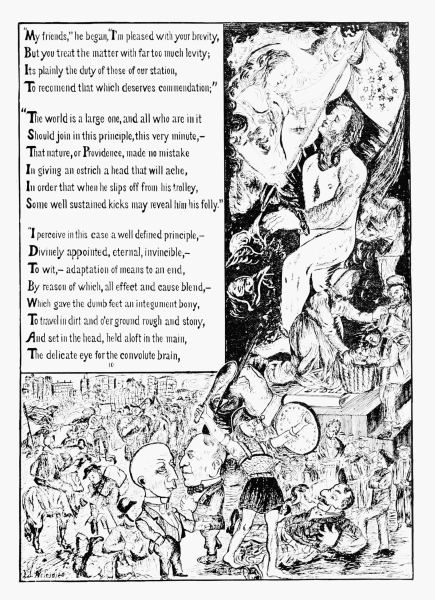 "My friends," he began, "I'm pleased with your brevity,
But you treat the matter with far too much levity;
Its plainly the duty of those of our station,
To recomend that which deserves commendation;"
"The world is a large one, and all who are in it
Should join in this principle, this very minute,—
That nature, or Providence, made no mistake
In giving an ostrich a head that will ache,
In order that when he slips off from his trolley,
Some well sustained kicks may reveal him his folly."
"I perceive in this case a well defined principle,—
Divinely appointed, eternal, invincible,—
To wit,— adaptation of means to an end,
By reason of which, all effect and cause blend,—
Which gave the dumb feet an integument bony,
To travel in dirt and o'er ground rough and stony,
And set in the head, held aloft in the main,
The delicate eye for the convolute brain,
10